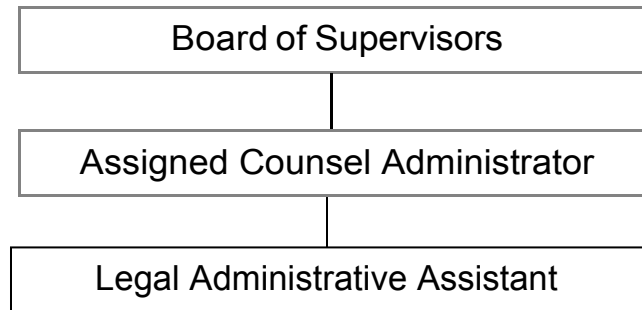 Board of Supervisors
Assigned Counsel Administrator
Legal Administrative Assistant